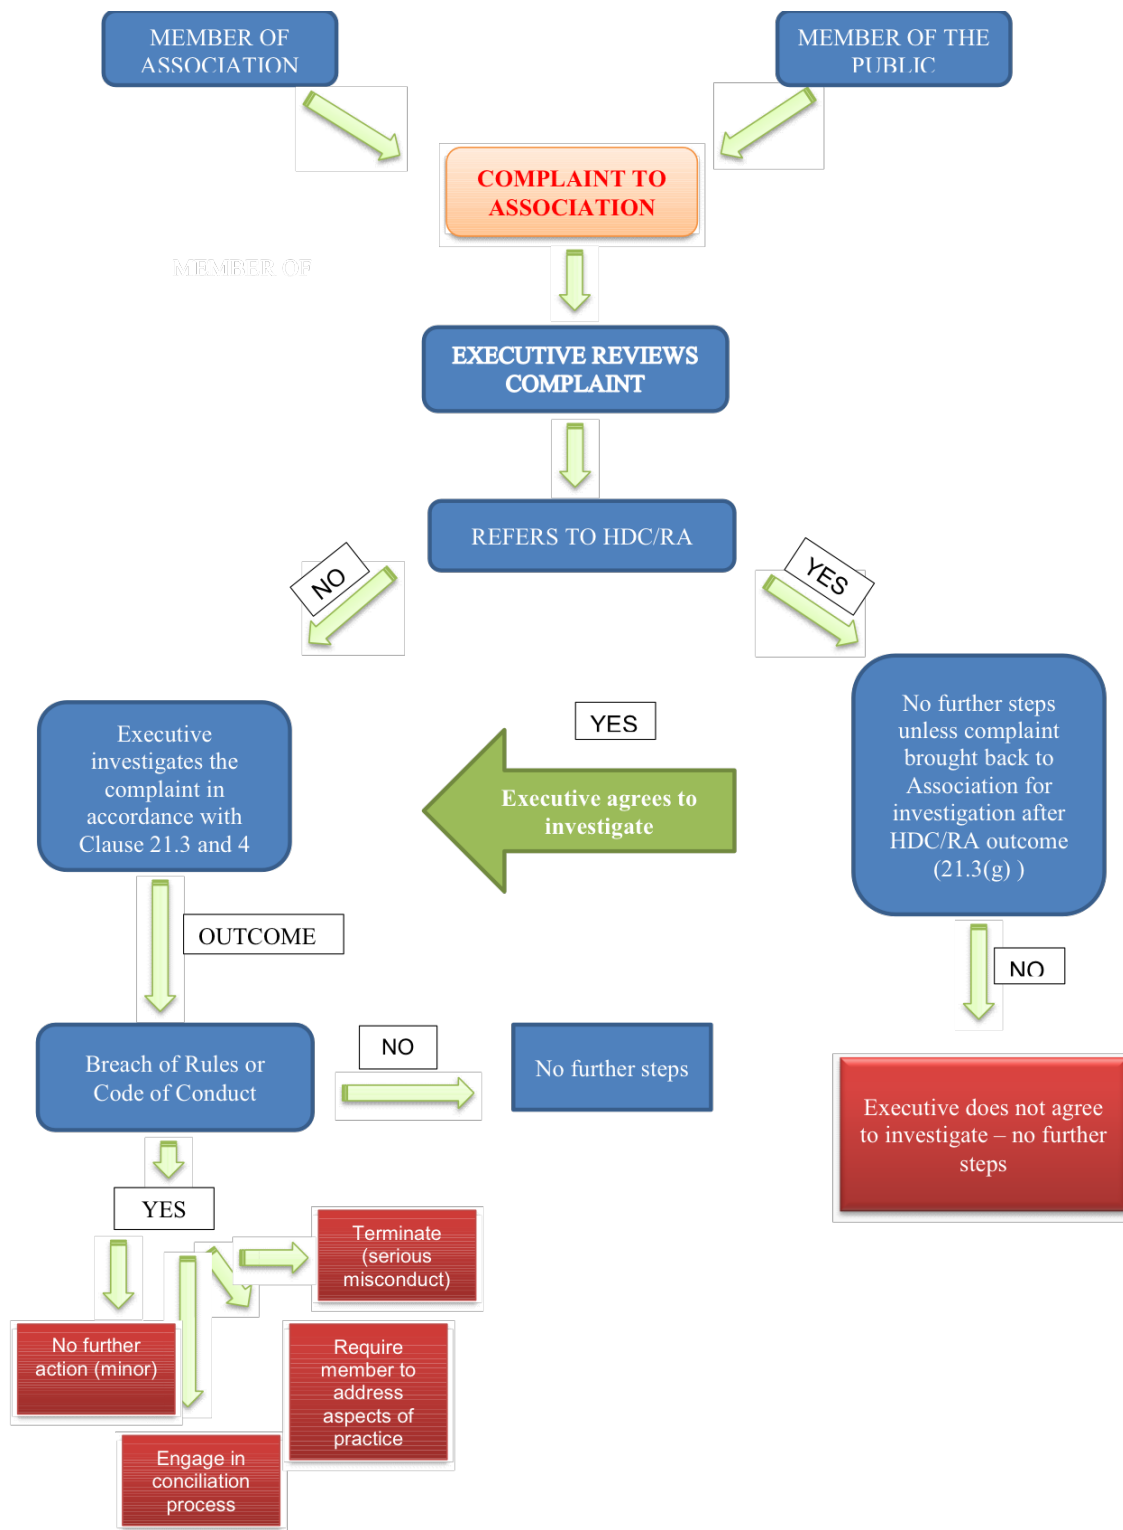 MEMBER OF
ASSOCIATION
MEMBER OF THE
PUBLIC
COMPLAINT TO
ASSOCIATION
MEMBER OF
EXECUTIVE REVIEWS
COMPLAINT
REFERS TO HDC/RA
NO
YES
YES
Executive
investigates the
complaint in
accordance with
Clause 21.3 and 4
Executive agrees to
investigate
No further steps
unless complaint
brought back to
Association for
investigation after
HDC/RA outcome
(21.3(g) )
OUTCOME
NO
Breach of Rules or
Code of Conduct
NO
No further steps
Executive does not agree
to investigate – no further
steps
YES
Terminate
(serious
misconduct)
No further
action (minor)
Require
member to
address
aspects of
practice
Engage in
conciliation
process